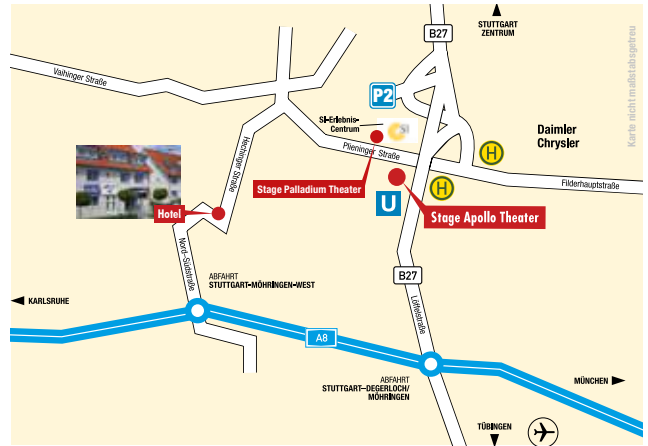 STUTTGART
ZENTRUM
B27
Vaihinger Straße
P2
SI-Erlebnis-
Centrum
SI
Daimler
Chrysler
Karte nicht maßstabsgetreu
Hechinger Straße
Plieninger Straße
H
H
Filderhauptstraße
Stage Palladium Theater
U
Stage Apollo Theater
Hotel
Nord–Südstraße
B27
ABFAHRT
STUTTGART-MÖHRINGEN-WEST
KARLSRUHE
Löffelstraße
A8
ABFAHRT
STUTTGART–DEGERLOCH/
MÖHRINGEN
MÜNCHEN
TÜBINGEN